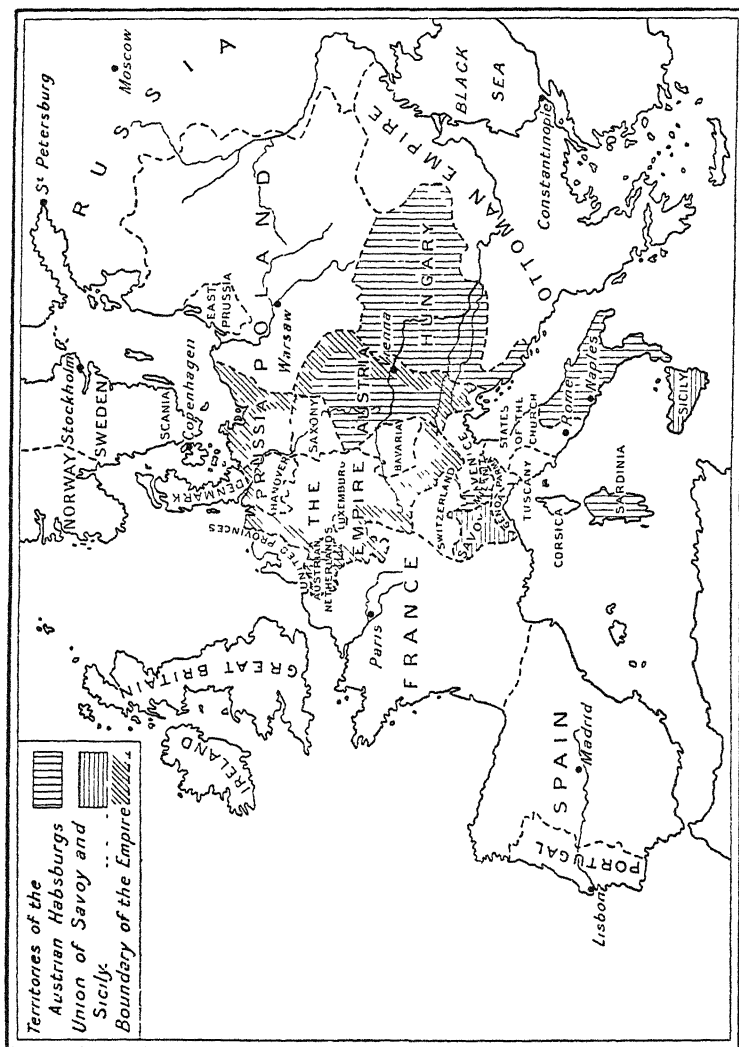 Territories of the
Austrian Habsburgs
Union of Savoy and
Sicily
Boundary of the Empire
NORWAY
Stockholm
SWEDEN
St Petersburg
Moscow
RUSSIA
SCANIA
Copenhagen
DENMARK
EAST
PRUSSIA
POLAND
Warsaw
GREAT BRITAIN
IRELAND
UNITED
PROVINCES
PRUSSIA
HANOVER
SAXONY
THE
EMPIRE
AUSTRIAN
NETHERLANDS
LUXEMBURG
Paris
FRANCE
BAVARIA
AUSTRIA
Vienna
HUNGARY
SWITZERLAND
SAVOY
VENICE
GENOA
PARMA
TUSCANY
STATES
OF THE
CHURCH
Rome
Naples
CORSICA
SARDINIA
SICILY
OTTOMAN EMPIRE
BLACK
SEA
Constantinople
SPAIN
Madrid
PORTUGAL
Lisbon